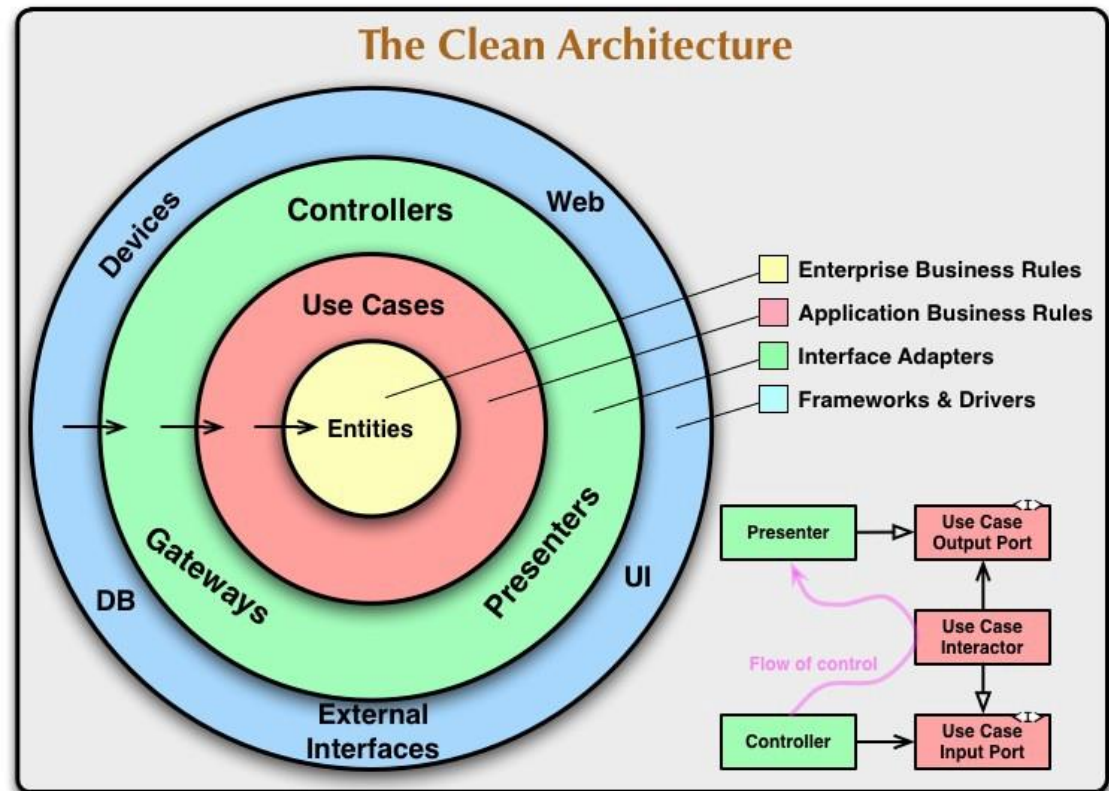 The Clean Architecture
Devices
Web
Controllers
Use Cases
Entities
Gateways
Presenters
DB
UI
External
Interfaces
Enterprise Business Rules
Application Business Rules
Interface Adapters
Frameworks & Drivers
Presenter
<I>
Use Case
Output Port
Flow of control
Use Case
Interactor
Controller
<I>
Use Case
Input Port